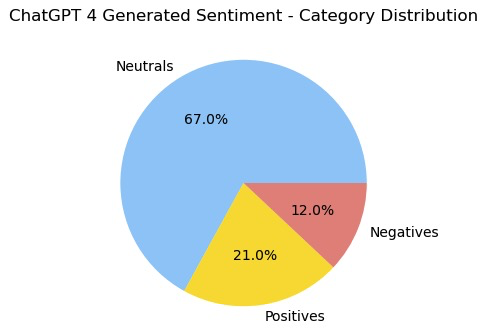 ChatGPT 4 Generated Sentiment - Category Distribution
Neutrals
67.0%
12.0%
Negatives
21.0%
Positives